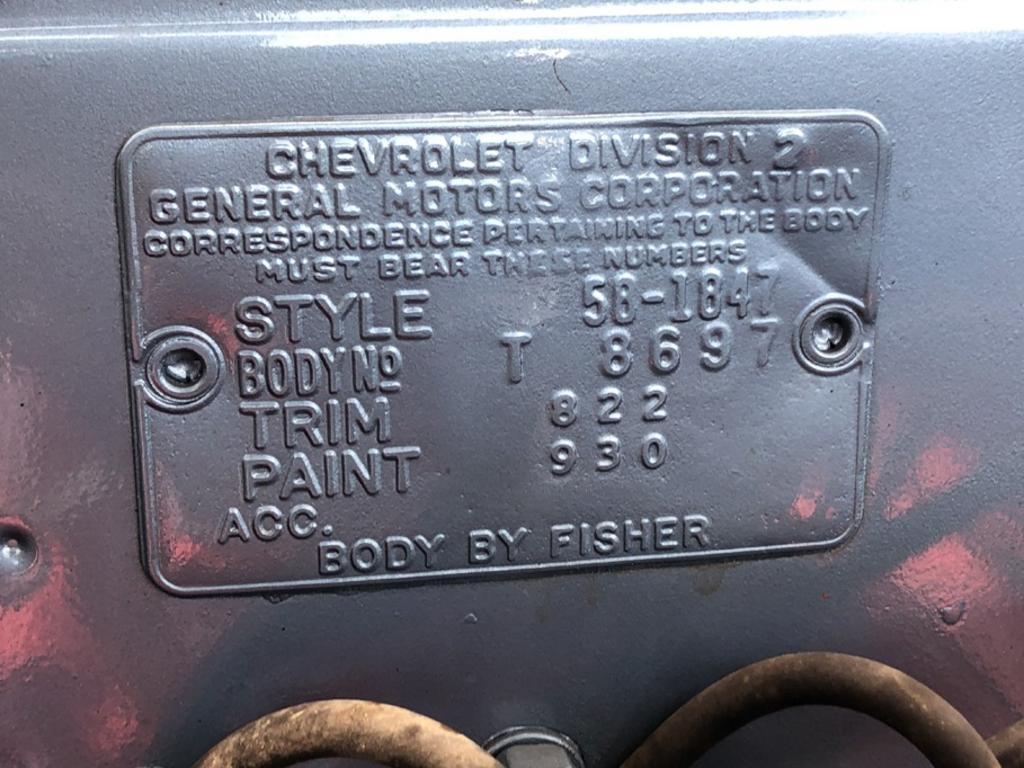 CHEVROLET DIVISION 2
GENERAL MOTORS CORPORATION
CORRESPONDENCE PERTAINING TO THE BODY
MUST BEAR THESE NUMBERS
STYLE 58-1847
BODY NO T 8697
TRIM 822
PAINT 930
ACC.
BODY BY FISHER